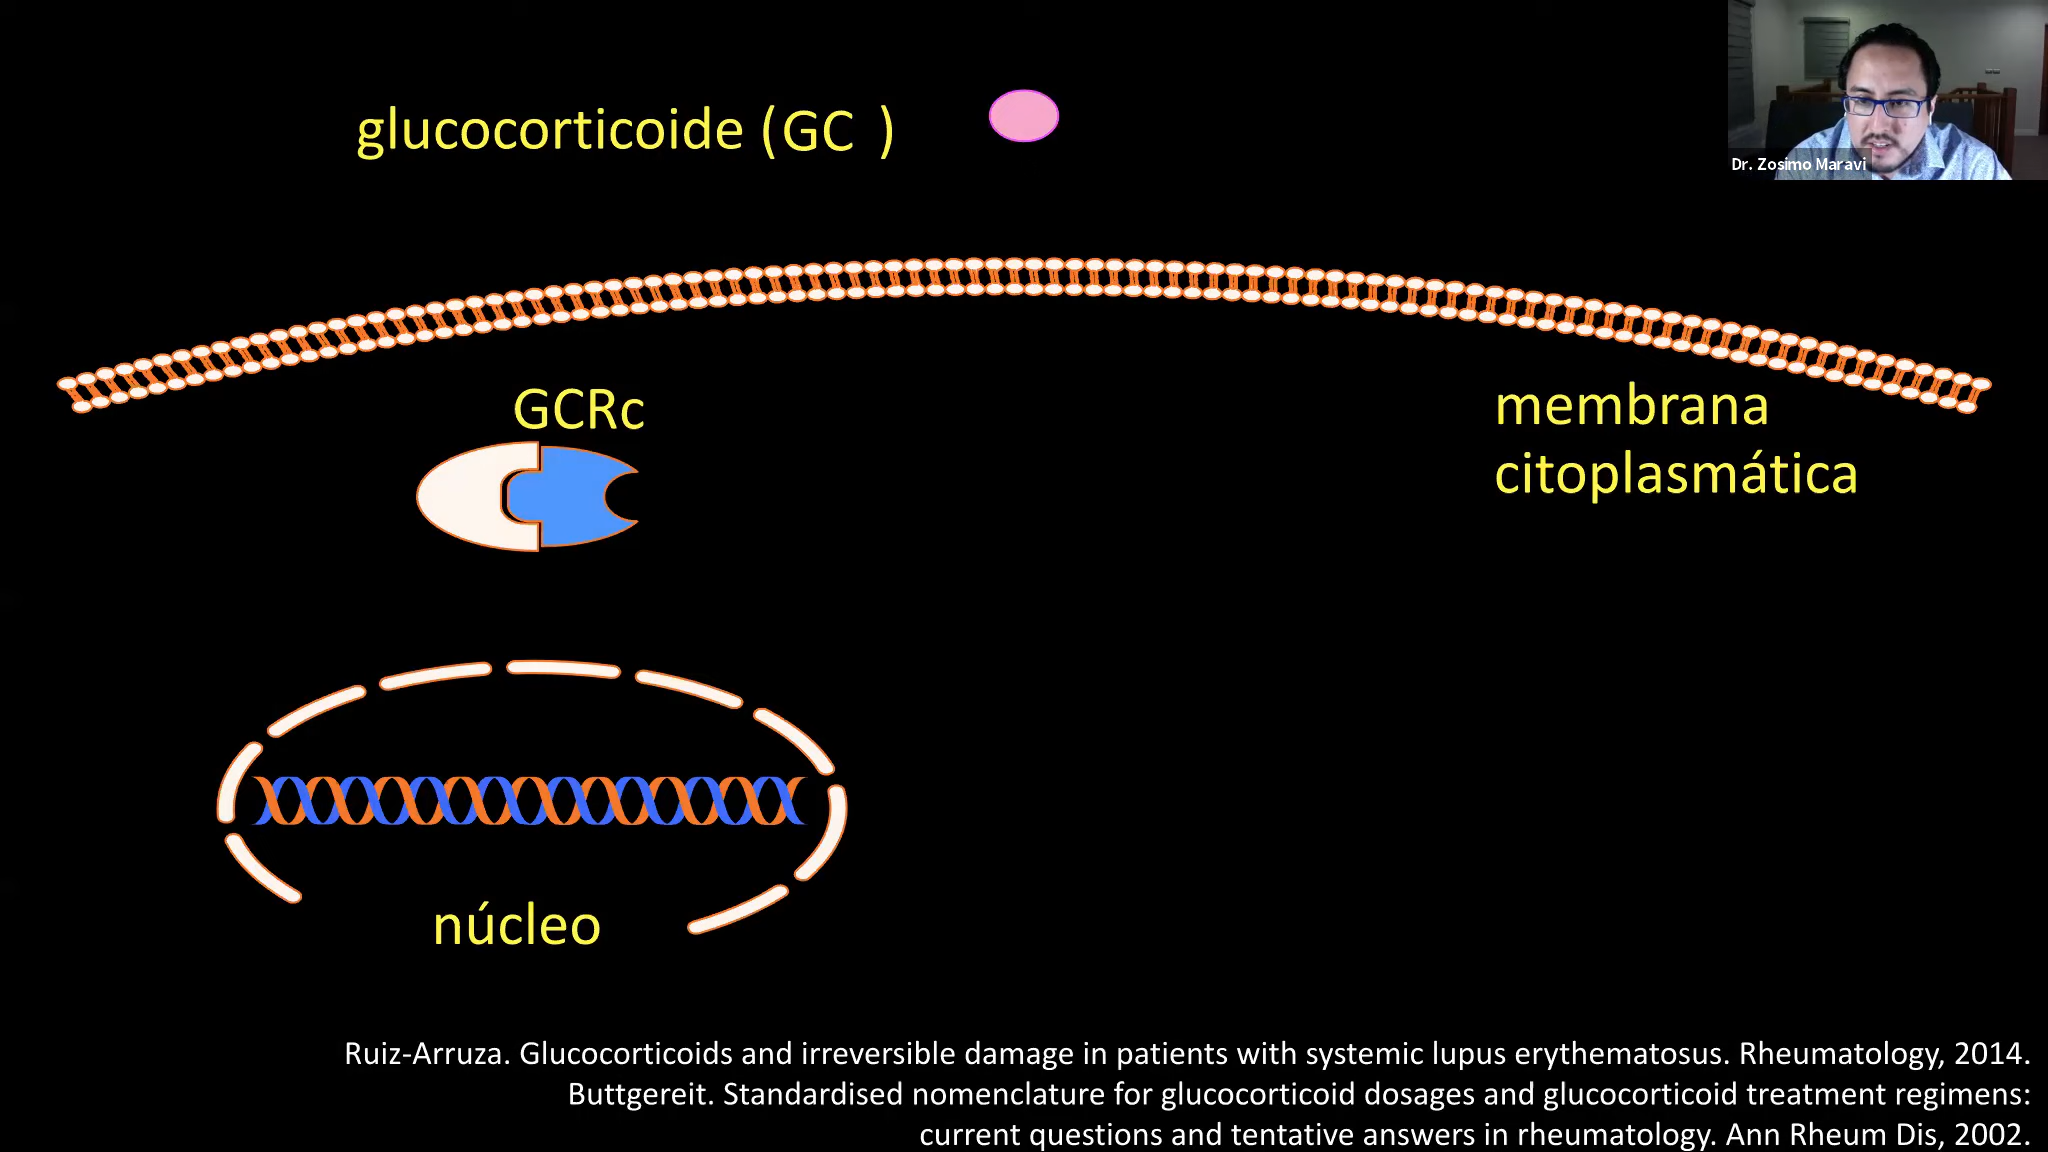 glucocorticoide (GC )
Dr. Zosimo Maravi
GCRc
membrana
citoplasmática
núcleo
Ruiz-Arruza. Glucocorticoids and irreversible damage in patients with systemic lupus erythematosus. Rheumatology, 2014.
Buttgereit. Standardised nomenclature for glucocorticoid dosages and glucocorticoid treatment regimens:
current questions and tentative answers in rheumatology. Ann Rheum Dis, 2002.